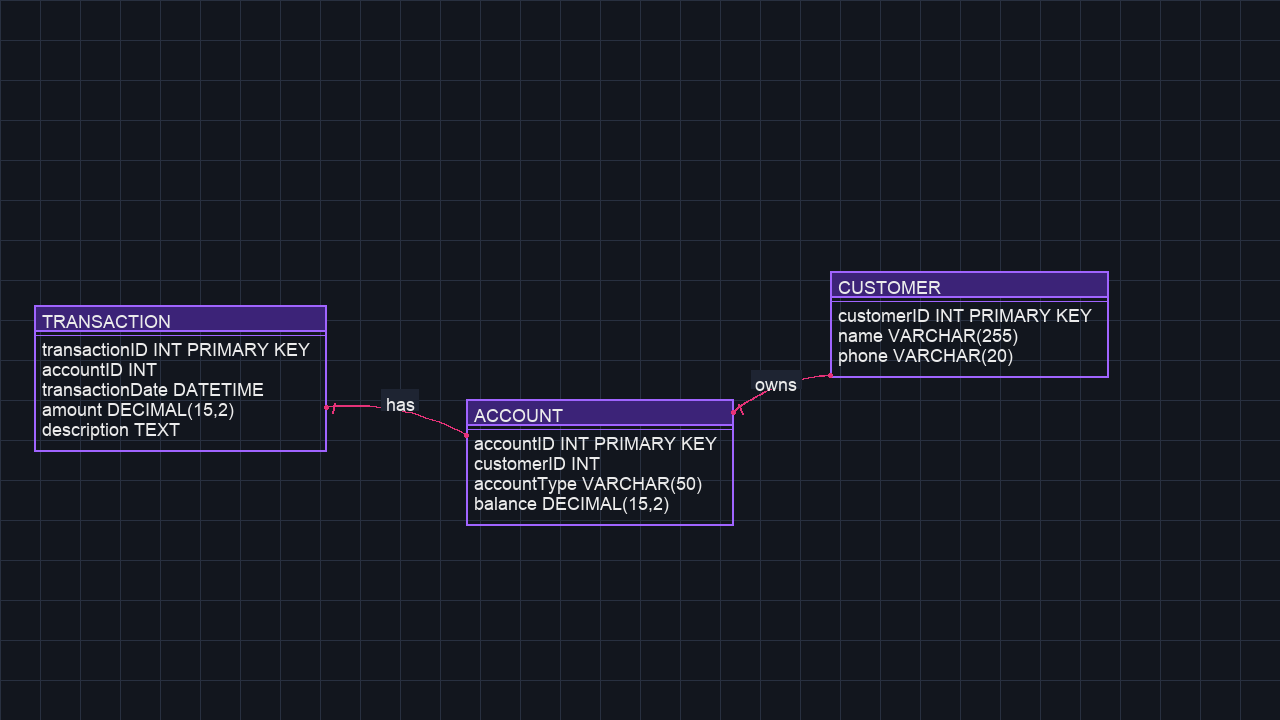 TRANSACTION
transactionID INT PRIMARY KEY
accountID INT
transactionDate DATETIME
amount DECIMAL(15,2)
description TEXT
has
ACCOUNT
accountID INT PRIMARY KEY
customerID INT
accountType VARCHAR(50)
balance DECIMAL(15,2)
owns
CUSTOMER
customerID INT PRIMARY KEY
name VARCHAR(255)
phone VARCHAR(20)